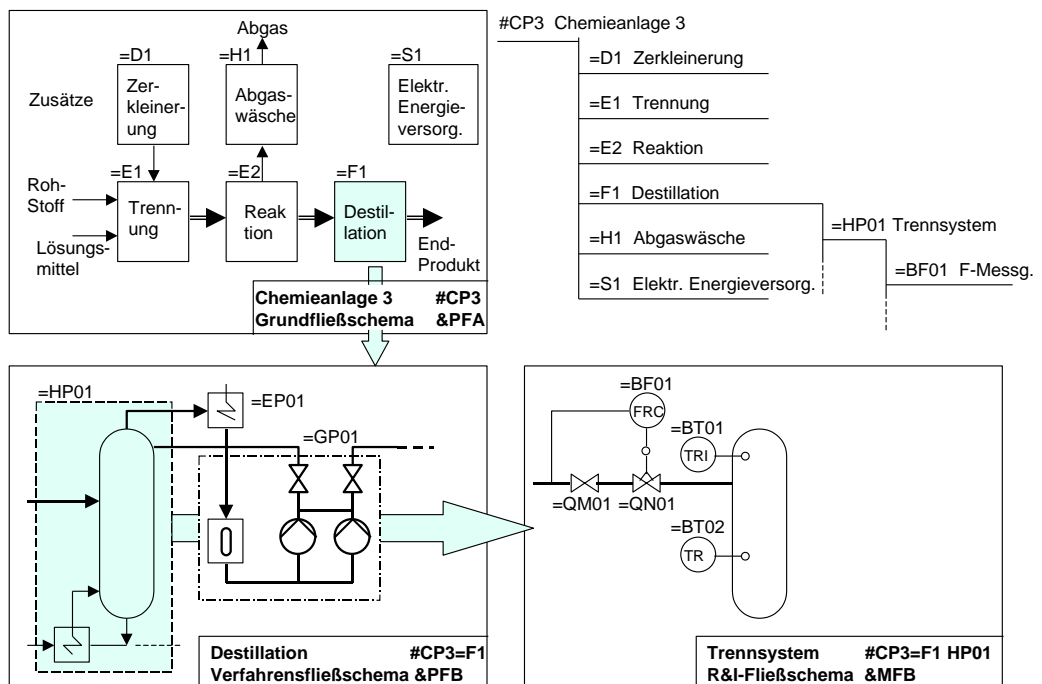 Abgas
=D1
=H1
=S1
Zusätze
Zer-
kleiner-
ung
Abgas-
wäsche
Elektr.
Energie-
versorg.
=E1
=E2
=F1
Roh-
Stoff
Lösungs-
mittel
Trenn-
ung
Reak
tion
Destil-
lation
End-
Produkt
Chemieanlage 3 #CP3
Grundfließschema &PFA
#CP3 Chemieanlage 3
=D1 Zerkleinerung
=E1 Trennung
=E2 Reaktion
=F1 Destillation
=HP01 Trennsystem
=H1 Abgaswäsche
=BF01 F-Messg.
=S1 Elektr. Energieversorg.
=HP01
=EP01
=GP01
Destillation #CP3=F1
Verfahrensfließschema &PFB
=BF01
FRC
=BT01
TRI
=QM01 =QN01
=BT02
TR
Trennsystem #CP3=F1 HP01
R&I-Fließschema &MFB